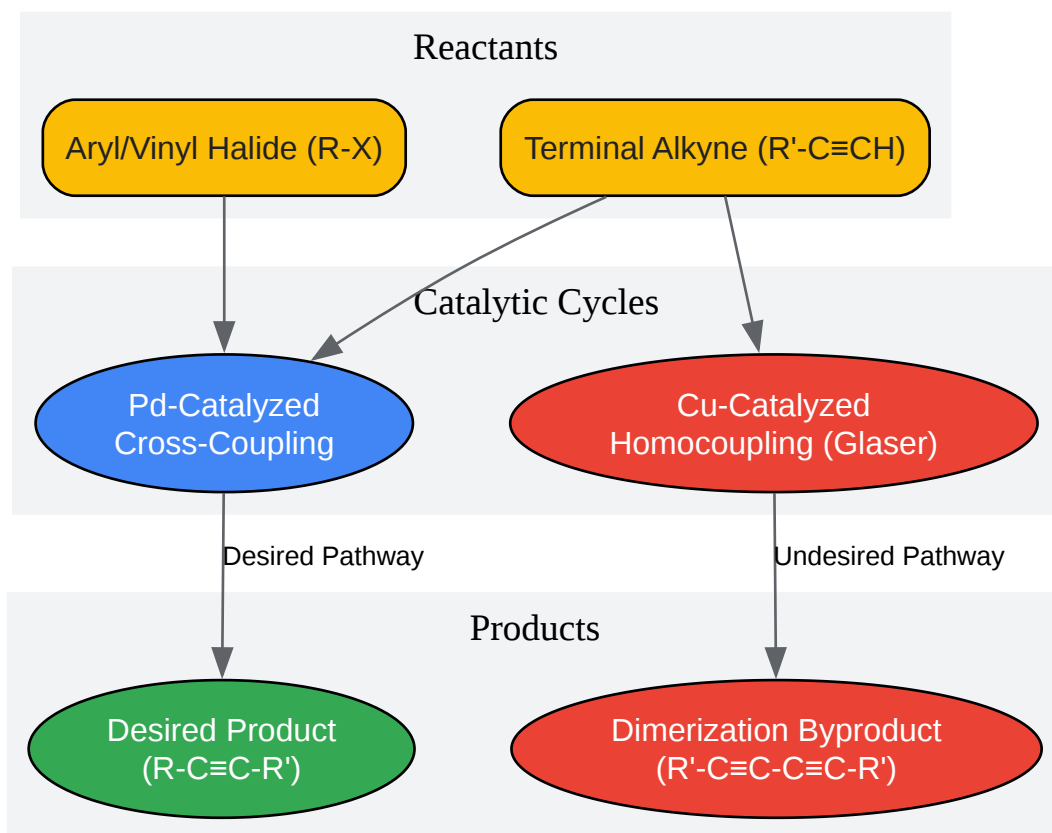 Reactants
Aryl/Vinyl Halide (R-X)
Terminal Alkyne (R'-C≡CH)
Catalytic Cycles
Pd-Catalyzed
Cross-Coupling
Cu-Catalyzed
Homocoupling (Glaser)
Desired Pathway
Undesired Pathway
Products
Desired Product
(R-C≡C-R')
Dimerization Byproduct
(R'-C≡C-C≡C-R')